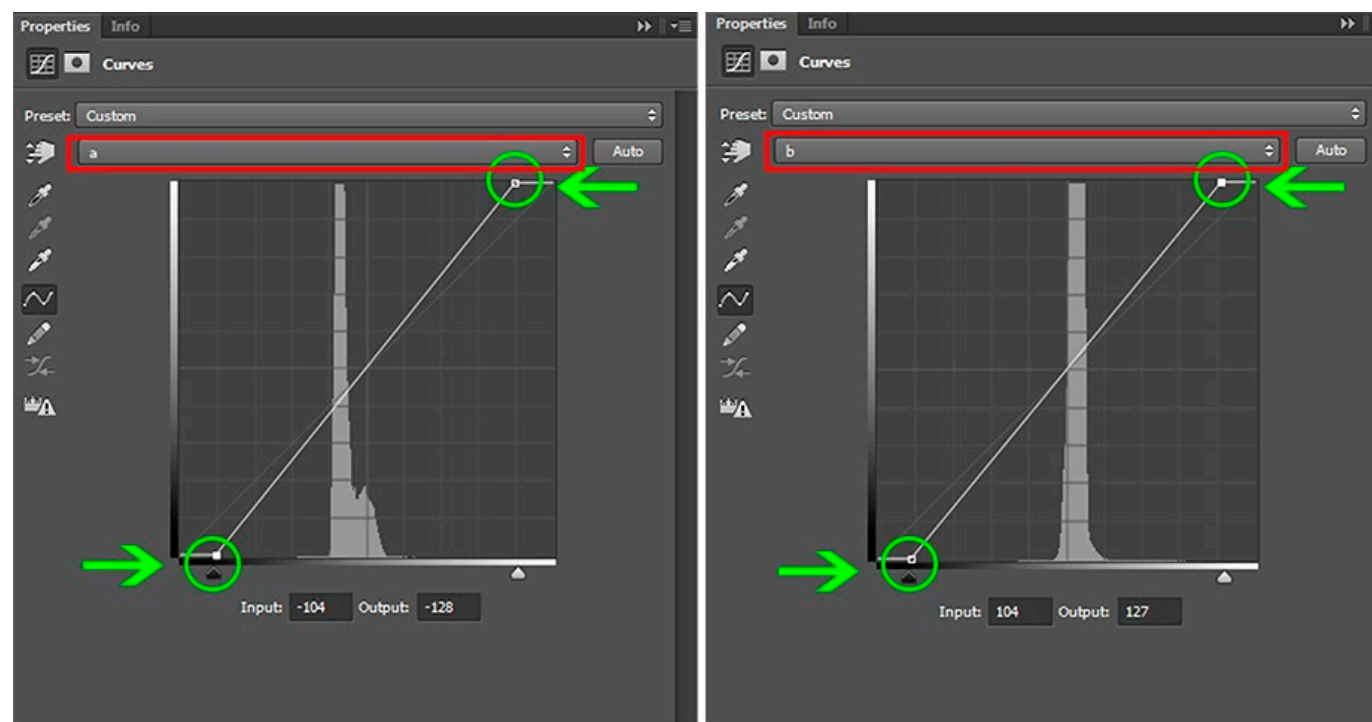 Properties Info
Curves
Preset: Custom
a Auto
Input: -104 Output: -128
Properties Info
Curves
Preset: Custom
b Auto
Input: 104 Output: 127